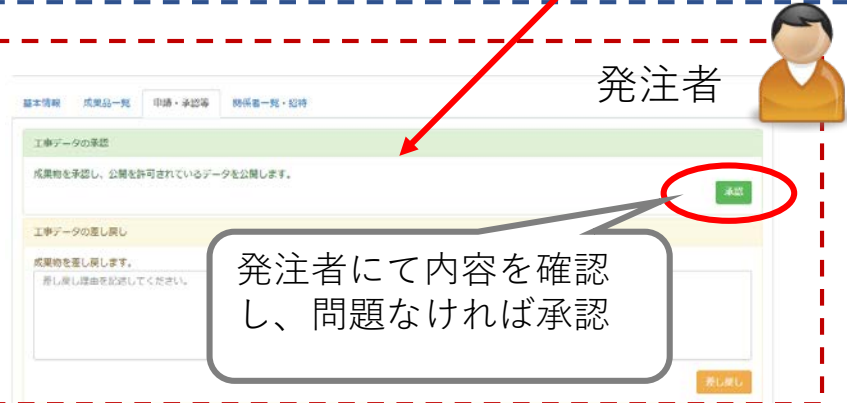 発注者
基本情報 成果品一覧 申請・承認等 関係者一覧・招待
工事データの承認
成果物を承認し、公開を許可されているデータを公開します。
承認
工事データの差し戻し
成果物を差し戻します。
差し戻し理由を記述してください。
発注者にて内容を確認
し、問題なければ承認
差し戻し